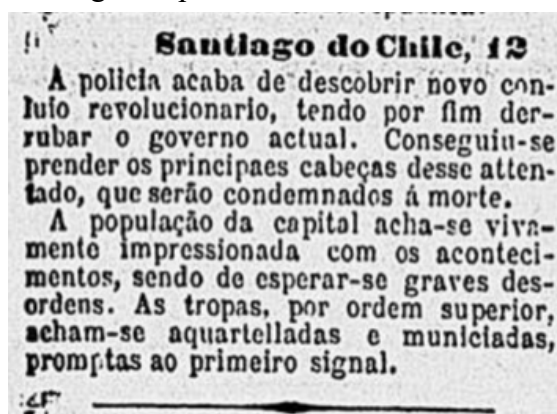 Santiago do Chile, 12
A policia acaba de descobrir novo con-
luio revolucionario, tendo por fim der-
rubar o governo actual. Conseguiu-se
prender os principaes cabeças desse atten-
tado, que serão condemnados á morte.
A população da capital acha-se viva-
mente impressionada com os aconteci-
mentos, sendo de esperar-se graves des-
ordens. As tropas, por ordem superior,
acham-se aquartelladas e municiadas,
promptas ao primeiro signal.